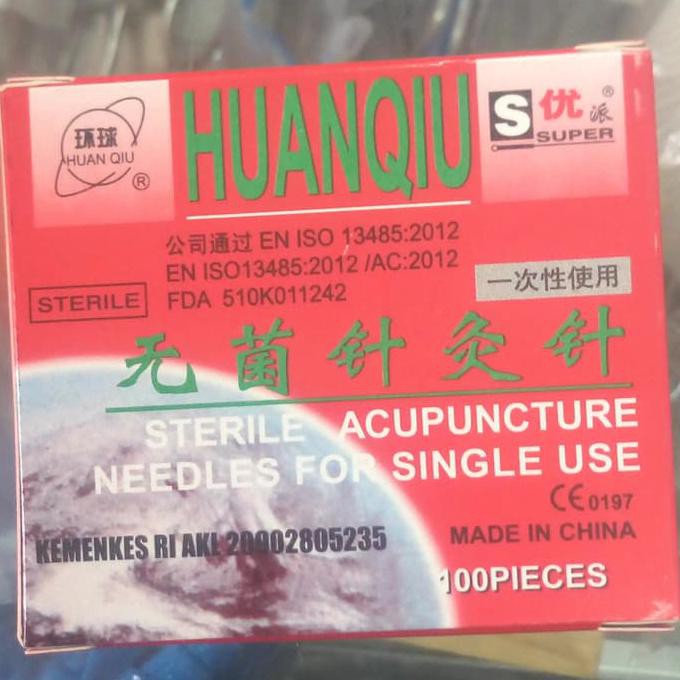 环球
HUAN QIU
®
HUANQIU
S 优派®
SUPER
公司通过 EN ISO 13485:2012
EN ISO13485:2012 /AC:2012
FDA 510K011242
STERILE
一次性使用
无菌针灸针
STERILE ACUPUNCTURE
NEEDLES FOR SINGLE USE
CE 0197
KEMENKES RI AKL 20902805235
MADE IN CHINA
100PIECES